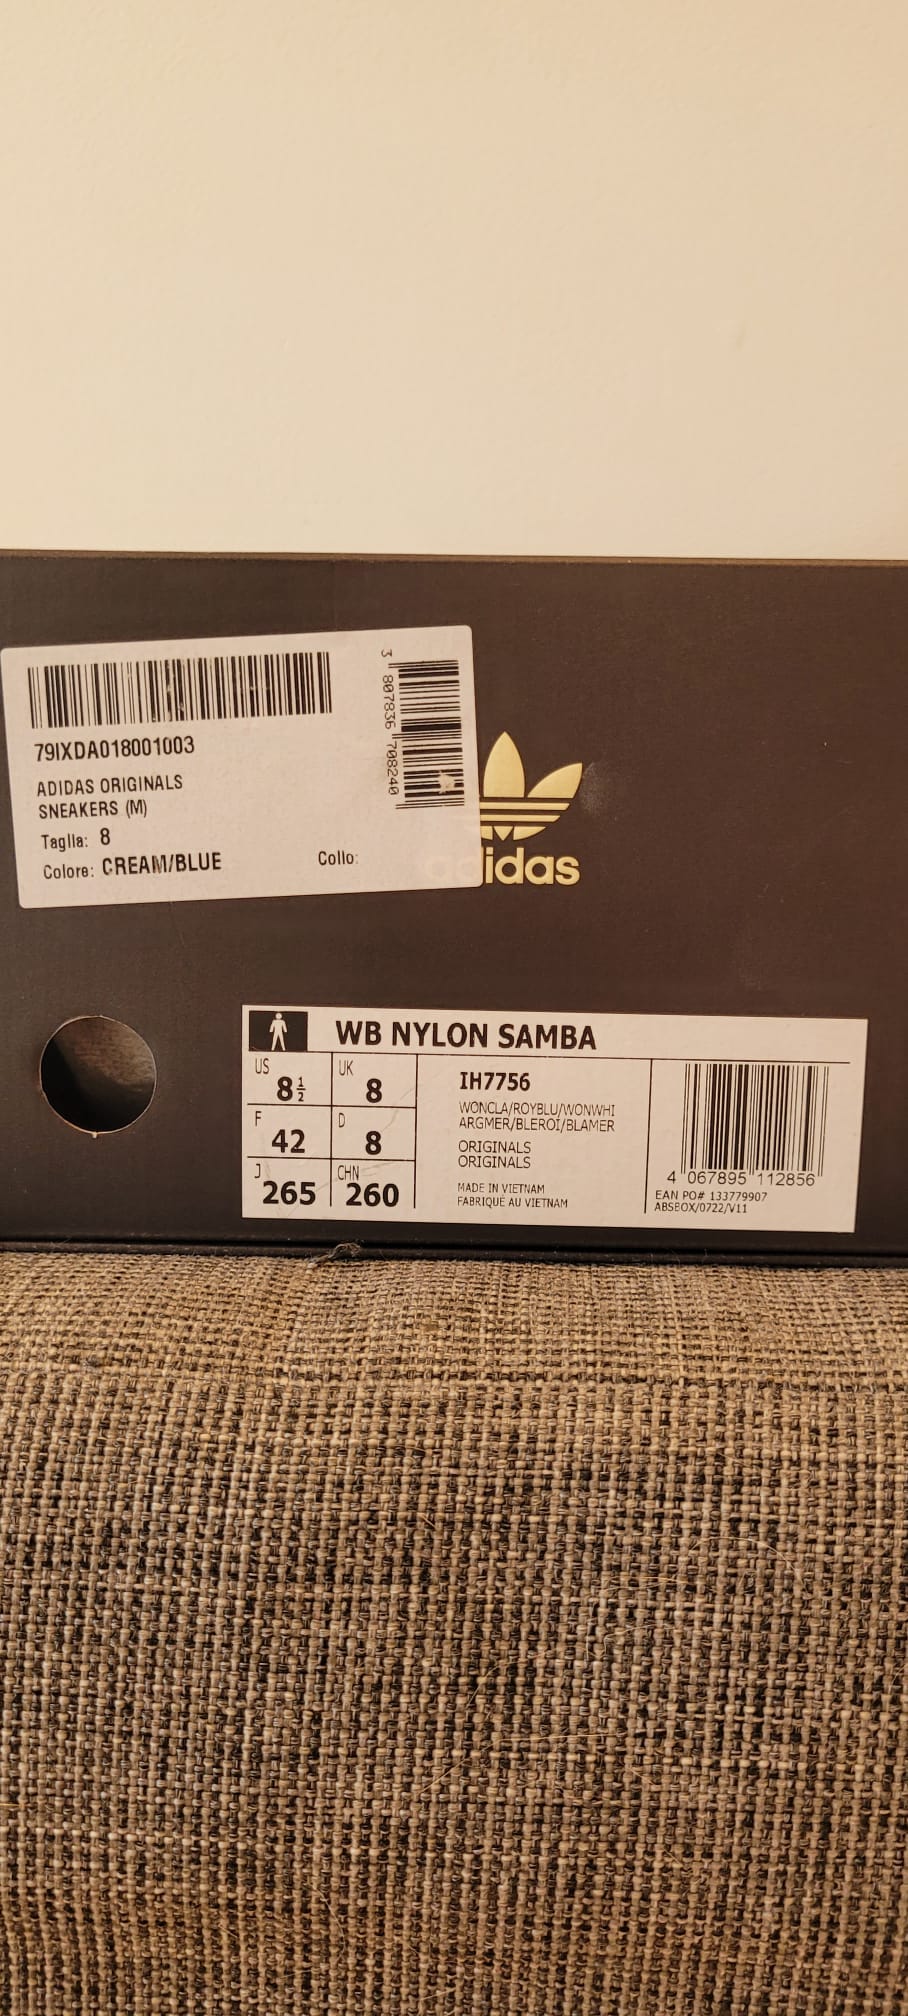 79IXDA018001003
ADIDAS ORIGINALS
SNEAKERS (M)
Taglia: 8
Colore: CREAM/BLUE
Collo:
3 807836 708240
adidas
WB NYLON SAMBA
US 8½
UK 8
F 42
D 8
J 265
CHN 260
IH7756
WONCLA/ROYBLU/WONWHI
ARGMER/BLEROI/BLAMER
ORIGINALS
ORIGINALS
MADE IN VIETNAM
FABRIQUÉ AU VIETNAM
4 067895 112856
EAN PO# 133779907
ABSBOX/0722/V11